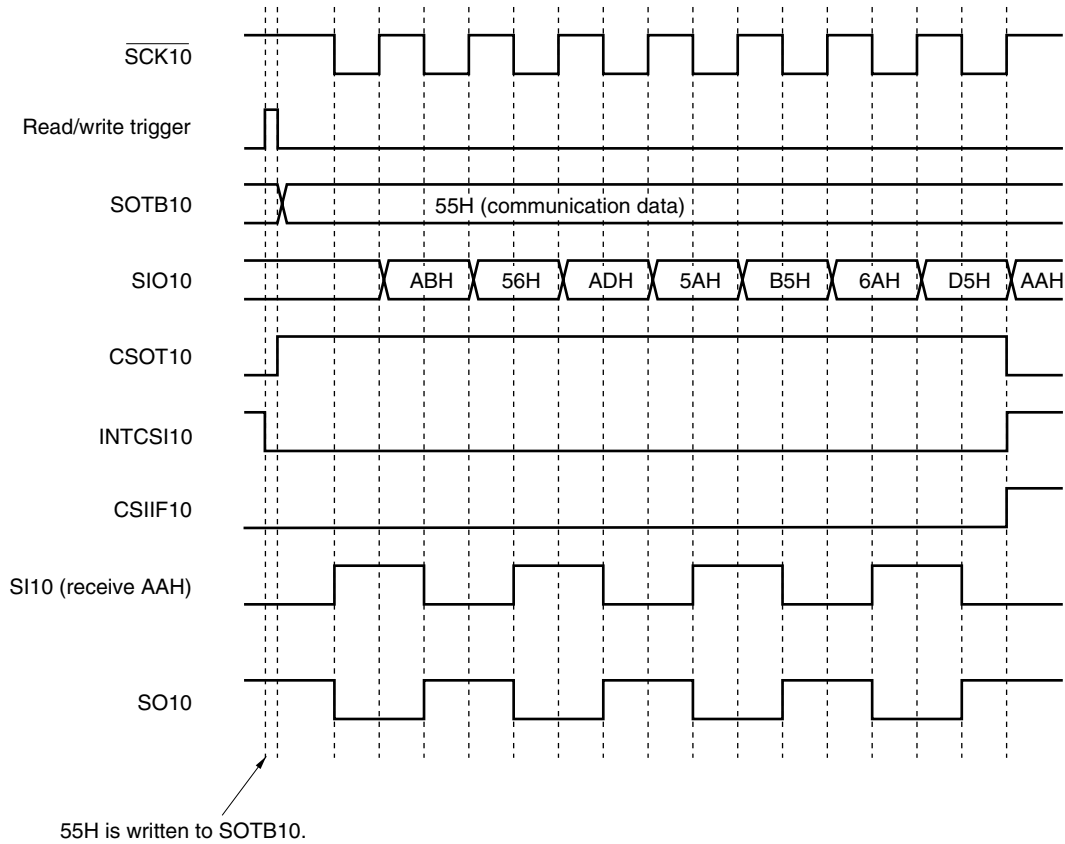 SCK10
Read/write trigger
SOTB10
55H (communication data)
SIO10
ABH 56H ADH 5AH B5H 6AH D5H AAH
CSOT10
INTCSI10
CSIIF10
SI10 (receive AAH)
SO10
55H is written to SOTB10.